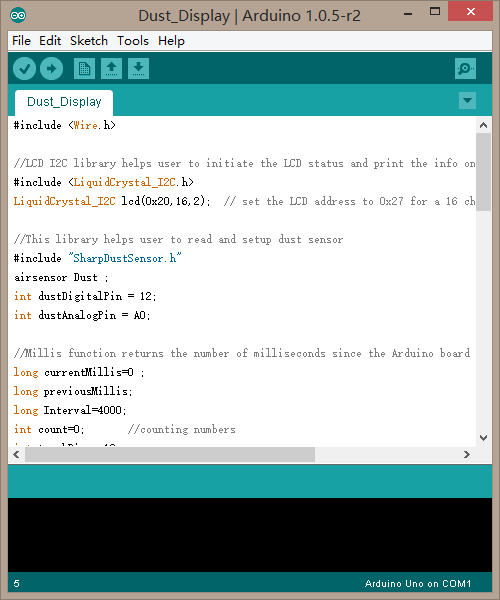 Dust_Display | Arduino 1.0.5-r2
File Edit Sketch Tools Help
Dust_Display
#include <Wire.h>
//LCD I2C library helps user to initiate the LCD status and print the info on
#include <LiquidCrystal_I2C.h>
LiquidCrystal_I2C lcd(0x20,16,2);  // set the LCD address to 0x27 for a 16 ch
//This library helps user to read and setup dust sensor
#include "SharpDustSensor.h"
airsensor Dust ;
int dustDigitalPin = 12;
int dustAnalogPin = A0;
//Millis function returns the number of milliseconds since the Arduino board
long currentMillis=0 ;
long previousMillis;
long Interval=4000;
int count=0;      //counting numbers
5
Arduino Uno on COM1